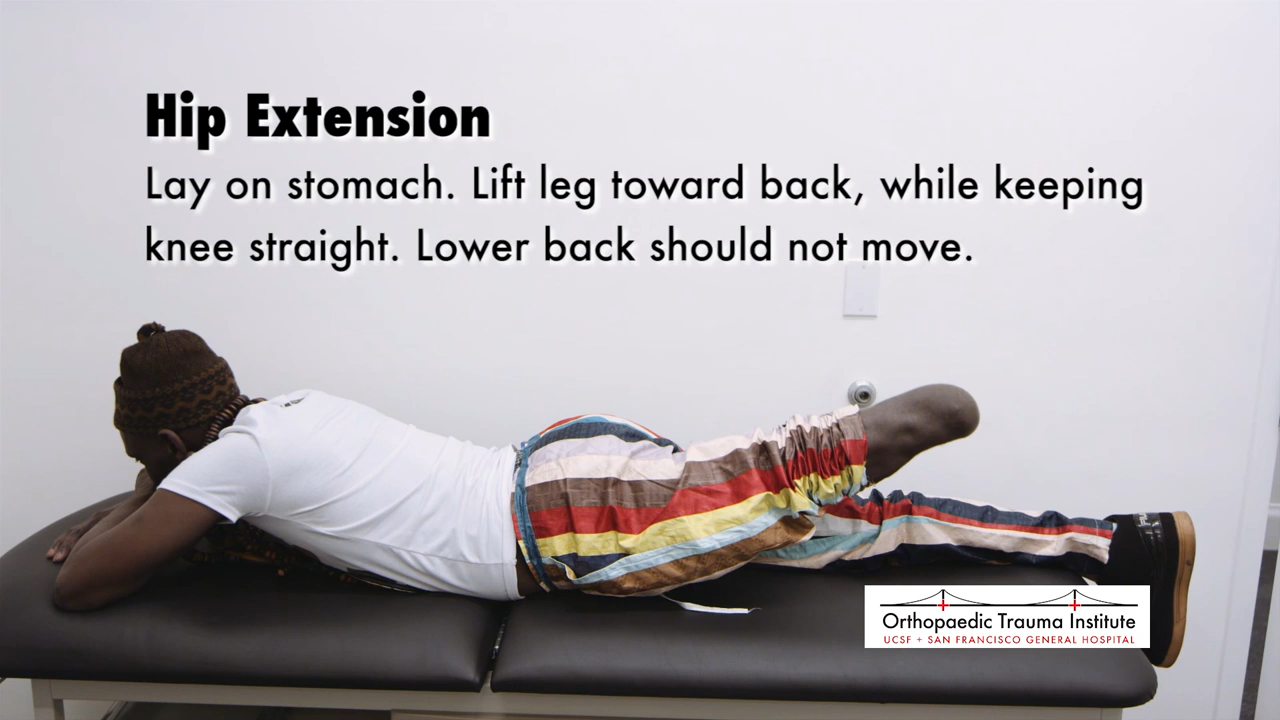 Hip Extension
Lay on stomach. Lift leg toward back, while keeping
knee straight. Lower back should not move.
Orthopaedic Trauma Institute
UCSF + SAN FRANCISCO GENERAL HOSPITAL